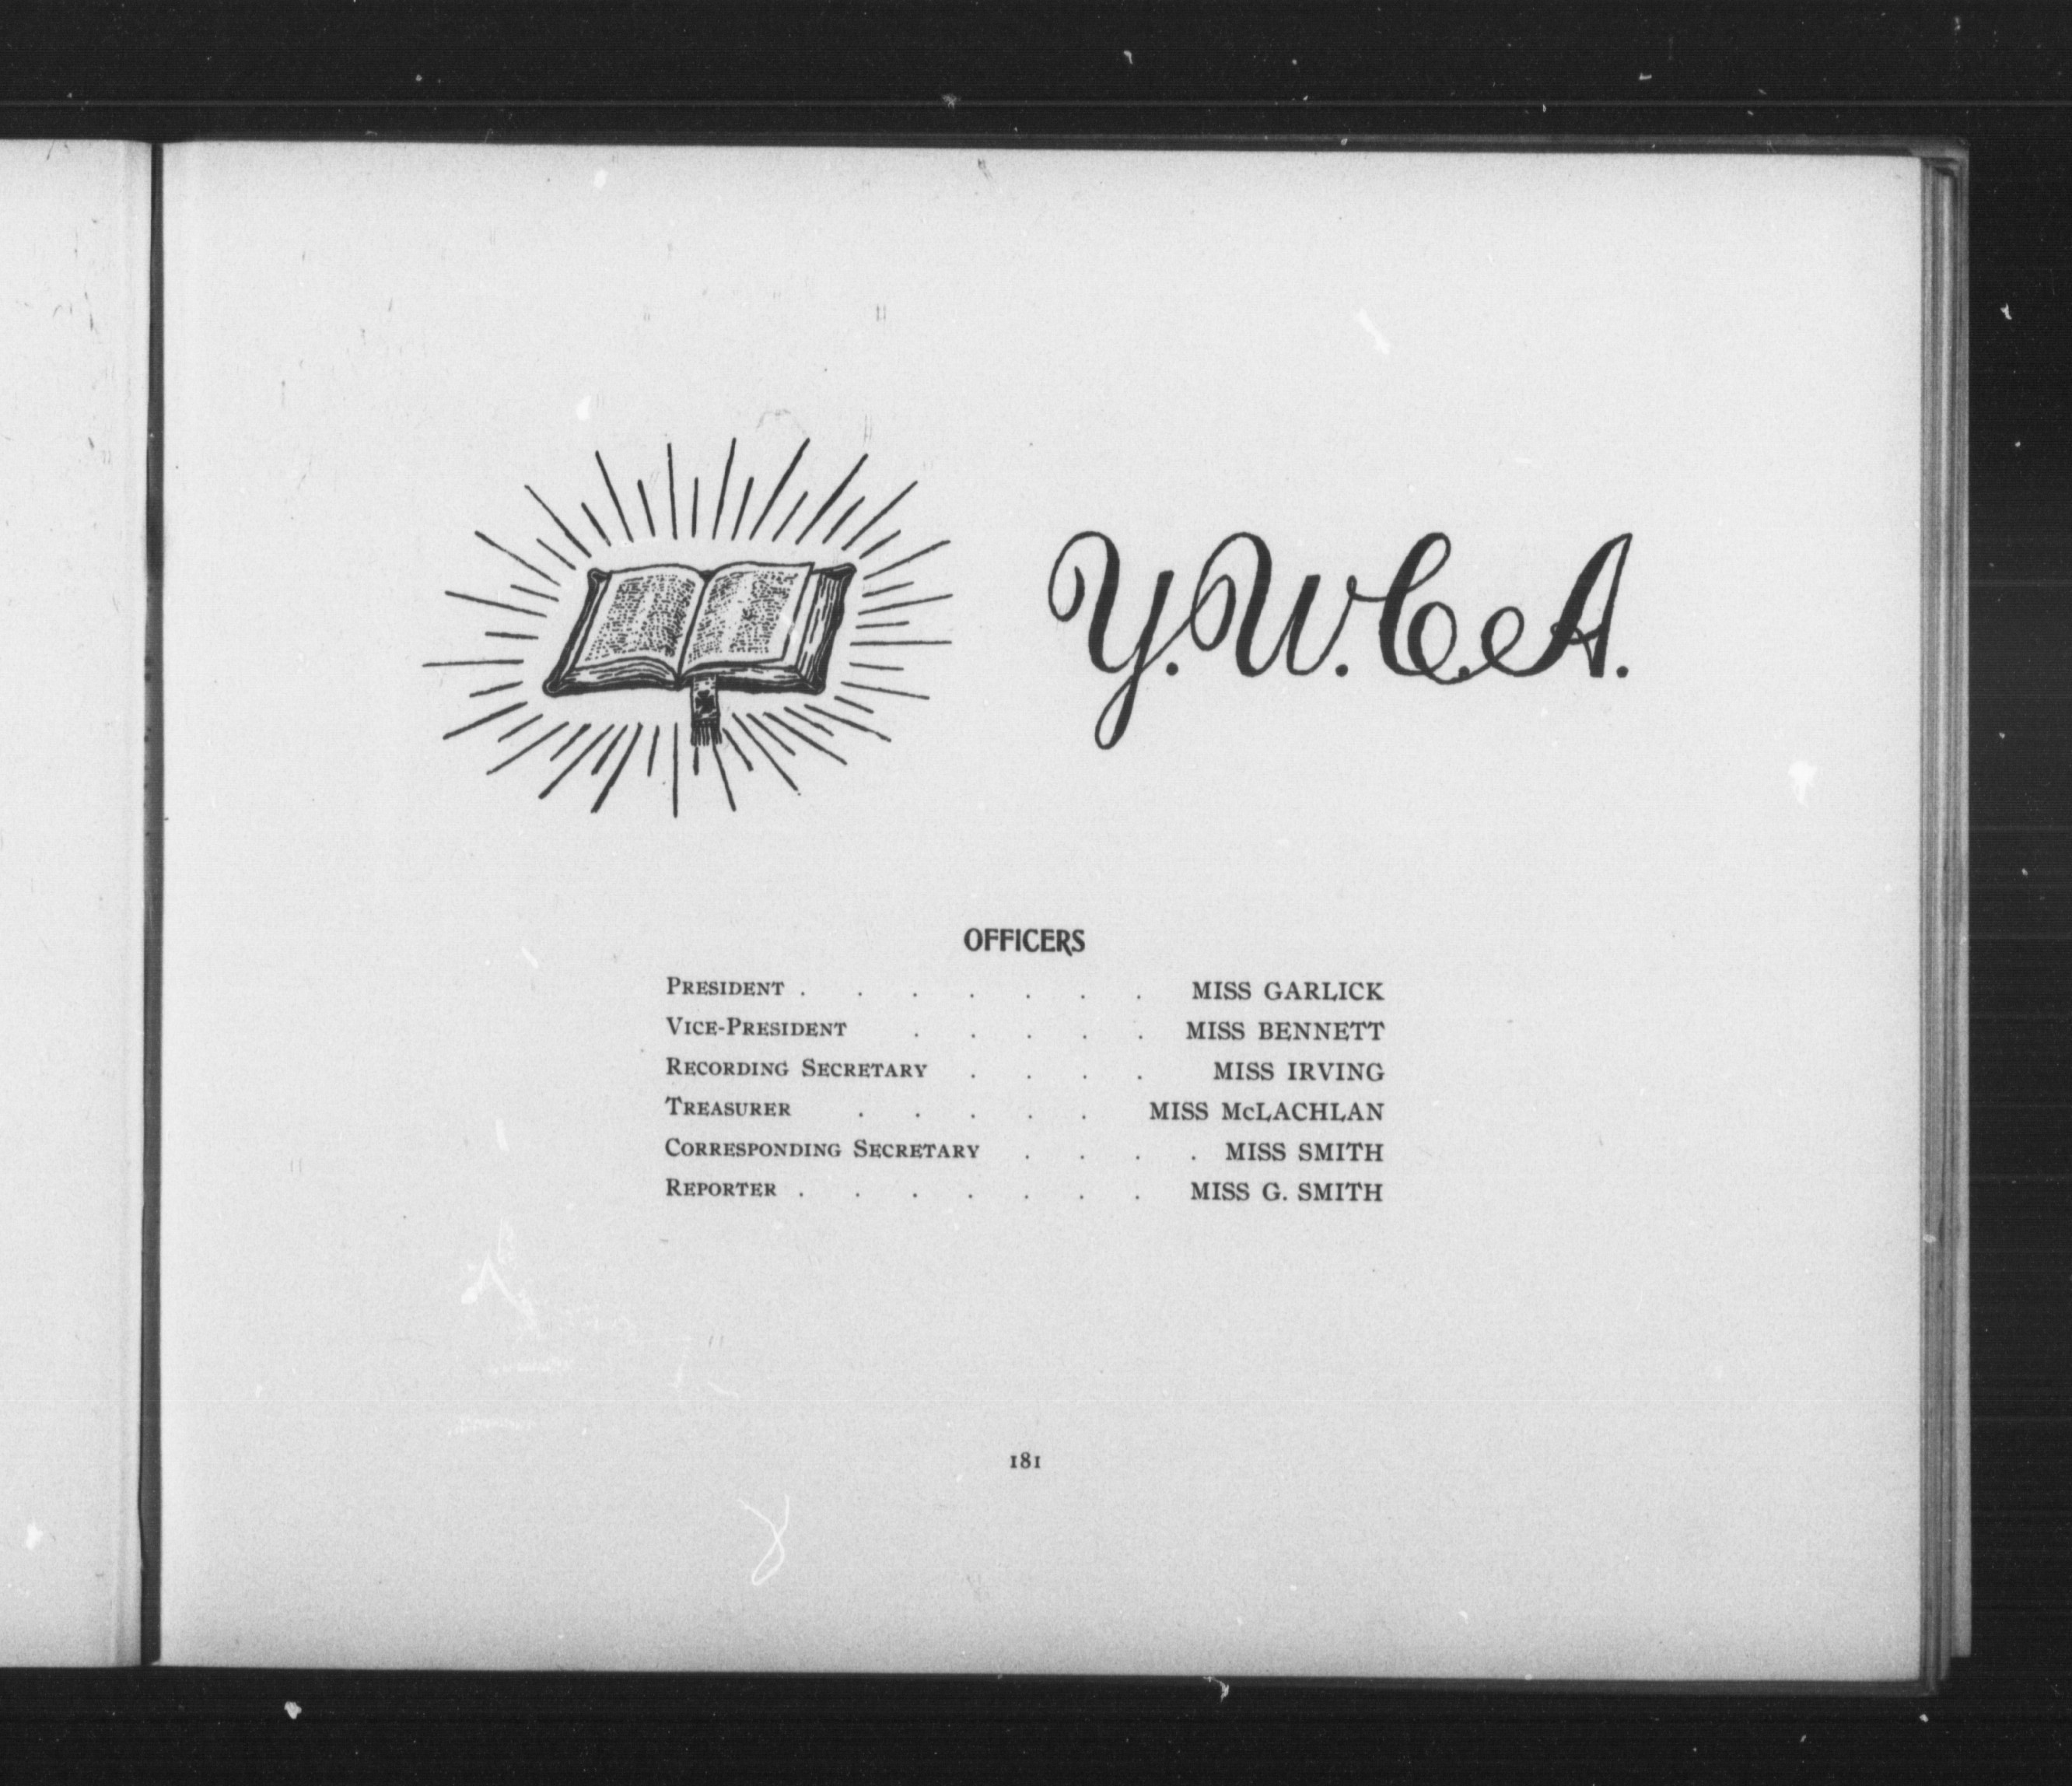 Y.W.C.A.
OFFICERS
PRESIDENT . . . . . . . MISS GARLICK
VICE-PRESIDENT . . . . . MISS BENNETT
RECORDING SECRETARY . . . . MISS IRVING
TREASURER . . . . . MISS McLACHLAN
CORRESPONDING SECRETARY . . . . MISS SMITH
REPORTER . . . . . . . MISS G. SMITH
181